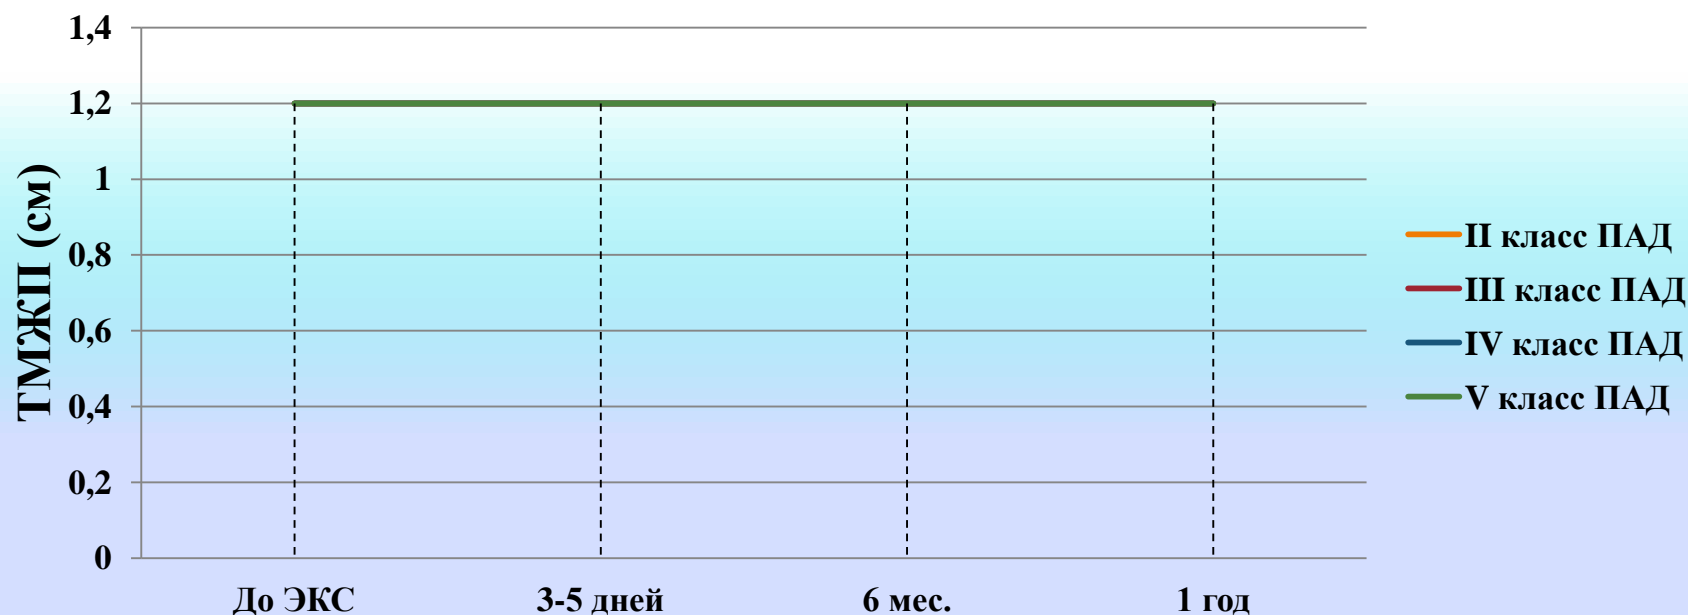 ТМЖП (см)
1,4
1,2
1
0,8
0,6
0,4
0,2
0
До ЭКС
3-5 дней
6 мес.
1 год
II класс ПАД
III класс ПАД
IV класс ПАД
V класс ПАД